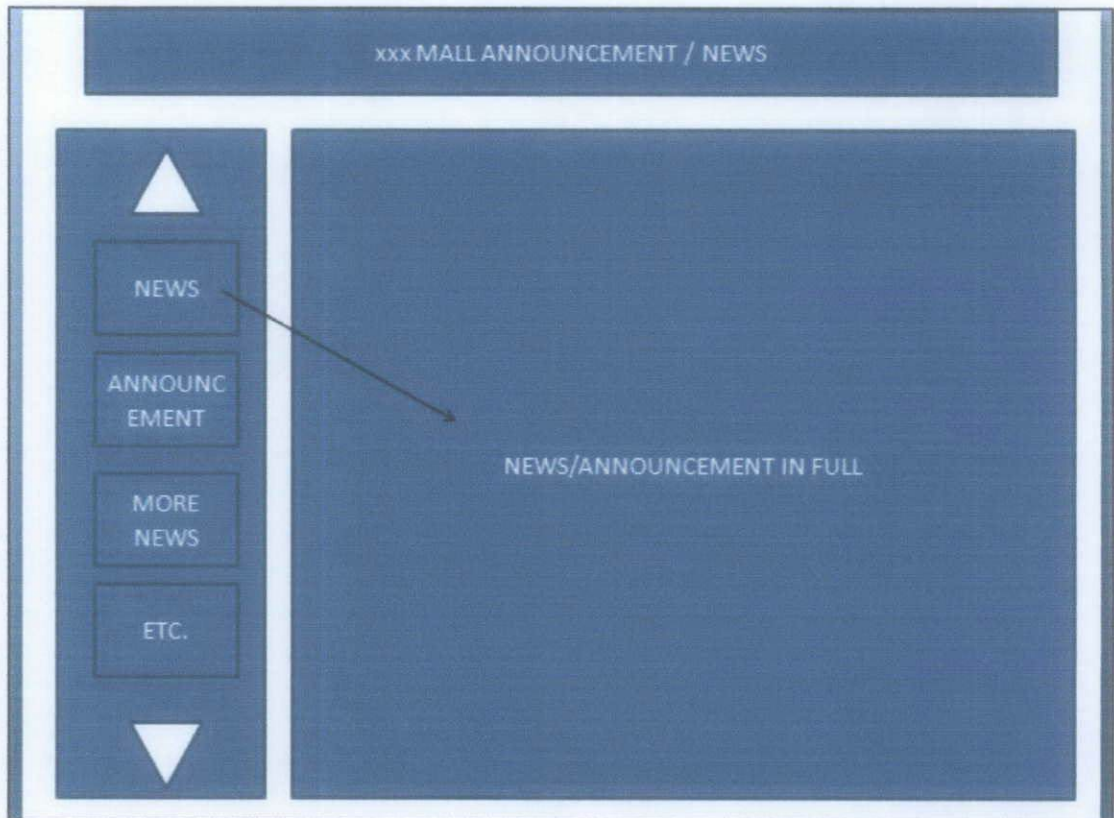 xxx MALL ANNOUNCEMENT / NEWS
NEWS
ANNOUNC
EMENT
MORE
NEWS
ETC.
NEWS/ANNOUNCEMENT IN FULL